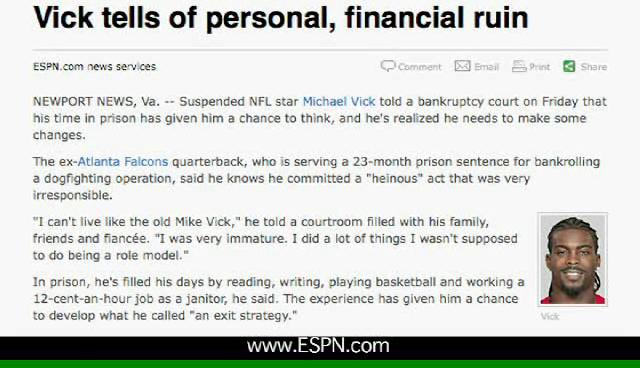 Vick tells of personal, financial ruin
ESPN.com news services
Comment Email Print Share
NEWPORT NEWS, Va. -- Suspended NFL star Michael Vick told a bankruptcy court on Friday that
his time in prison has given him a chance to think, and he's realized he needs to make some
changes.
The ex-Atlanta Falcons quarterback, who is serving a 23-month prison sentence for bankrolling
a dogfighting operation, said he knows he committed a "heinous" act that was very
irresponsible.
"I can't live like the old Mike Vick," he told a courtroom filled with his family,
friends and fiancée. "I was very immature. I did a lot of things I wasn't supposed
to do being a role model."
In prison, he's filled his days by reading, writing, playing basketball and working a
12-cent-an-hour job as a janitor, he said. The experience has given him a chance
to develop what he called "an exit strategy."
Vick
www.ESPN.com